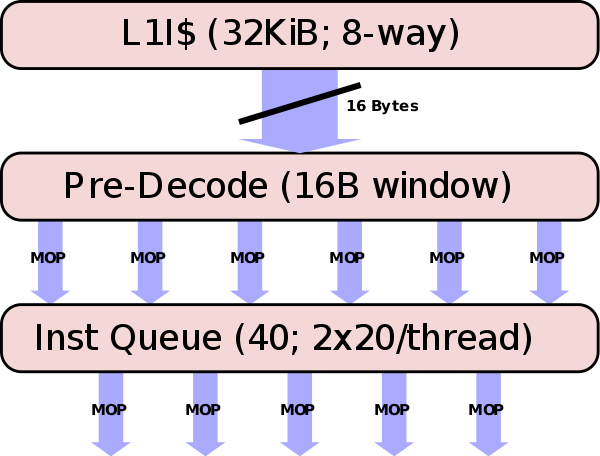 L1I$ (32KiB; 8-way)
16 Bytes
Pre-Decode (16B window)
MOP MOP MOP MOP MOP MOP
Inst Queue (40; 2x20/thread)
MOP MOP MOP MOP MOP